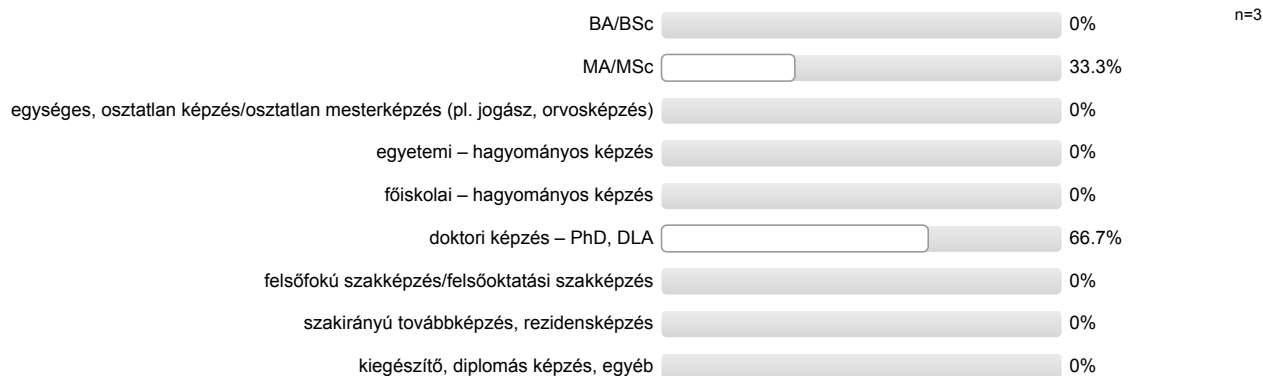 n=3
BA/BSc 0%
MA/MSc 33.3%
egységes, osztatlan képzés/osztatlan mesterképzés (pl. jogász, orvosképzés) 0%
egyetemi – hagyományos képzés 0%
főiskolai – hagyományos képzés 0%
doktori képzés – PhD, DLA 66.7%
felsőfokú szakképzés/felsőoktatási szakképzés 0%
szakirányú továbbképzés, rezidensképzés 0%
kiegészítő, diplomás képzés, egyéb 0%